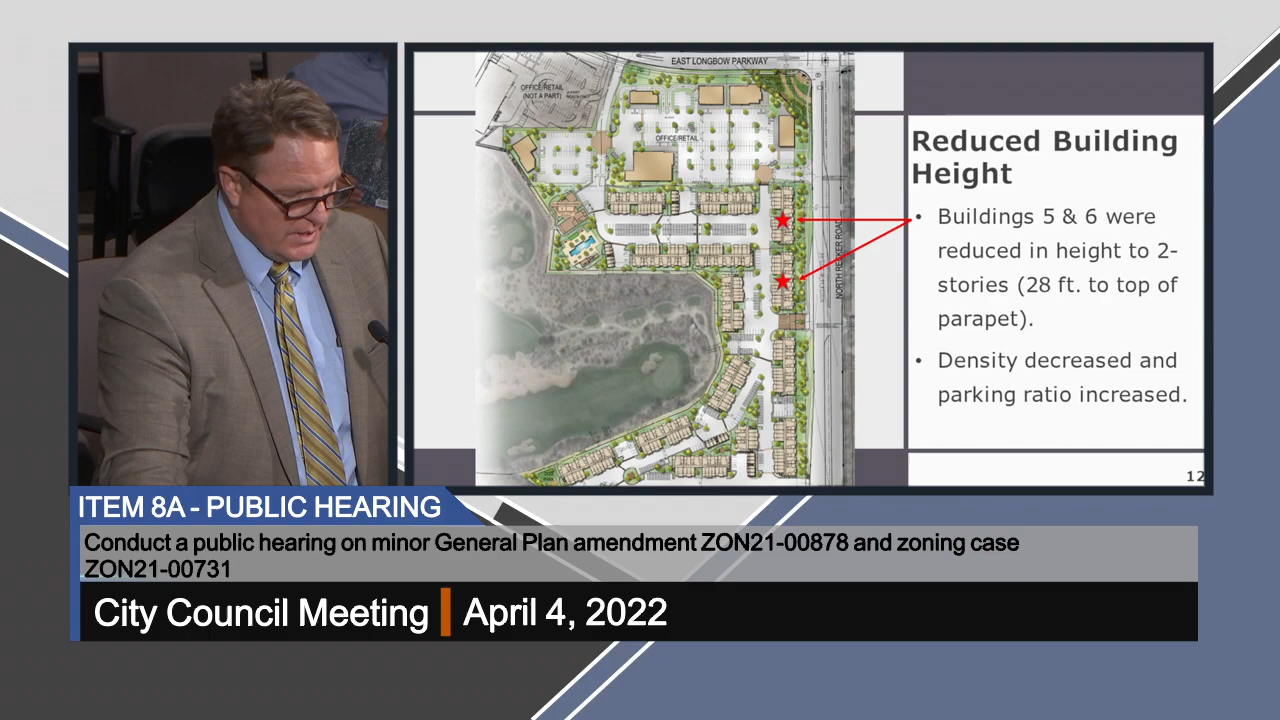 EAST LONGBOW PARKWAY
OFFICE/RETAIL
(NOT A PART)
OFFICE/RETAIL
NORTH RECKER ROAD
Reduced Building
Height
• Buildings 5 & 6 were
reduced in height to 2-
stories (28 ft. to top of
parapet).
• Density decreased and
parking ratio increased.
12
ITEM 8A - PUBLIC HEARING
Conduct a public hearing on minor General Plan amendment ZON21-00878 and zoning case
ZON21-00731
City Council Meeting
April 4, 2022